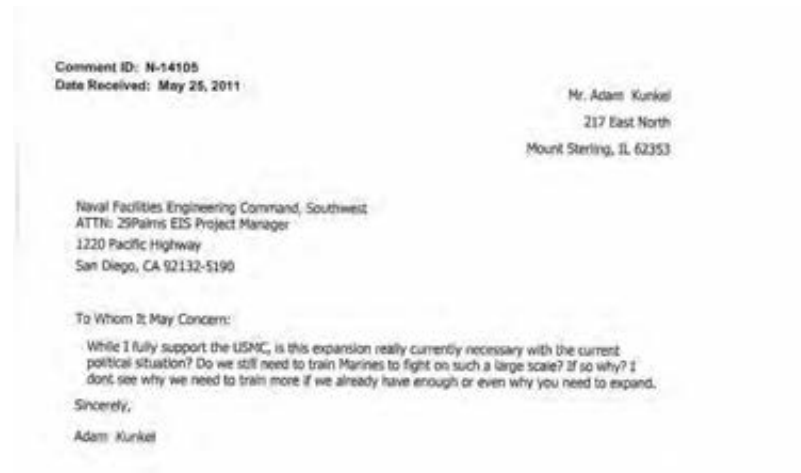 Comment ID: N-14105
Date Received: May 25, 2011
Mr. Adam Kunkel
217 East North
Mount Sterling, IL 62353
Naval Facilities Engineering Command, Southwest
ATTN: 29Palms EIS Project Manager
1220 Pacific Highway
San Diego, CA 92132-5190
To Whom It May Concern:
While I fully support the USMC, is this expansion really currently necessary with the current
political situation? Do we still need to train Marines to fight on such a large scale? If so why? I
dont see why we need to train more if we already have enough or even why you need to expand.
Sincerely,
Adam Kunkel